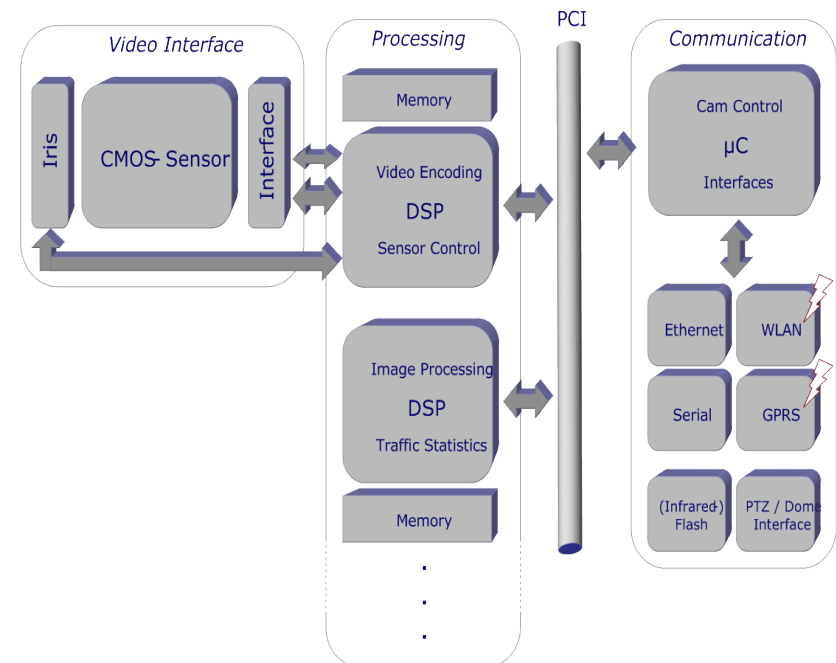 Video Interface
Iris
CMOS- Sensor
Interface
Processing
Memory
Video Encoding
DSP
Sensor Control
Image Processing
DSP
Traffic Statistics
Memory
.
.
.
PCI
Communication
Cam Control
µC
Interfaces
Ethernet
WLAN
Serial
GPRS
(Infrared-)
Flash
PTZ / Dome
Interface